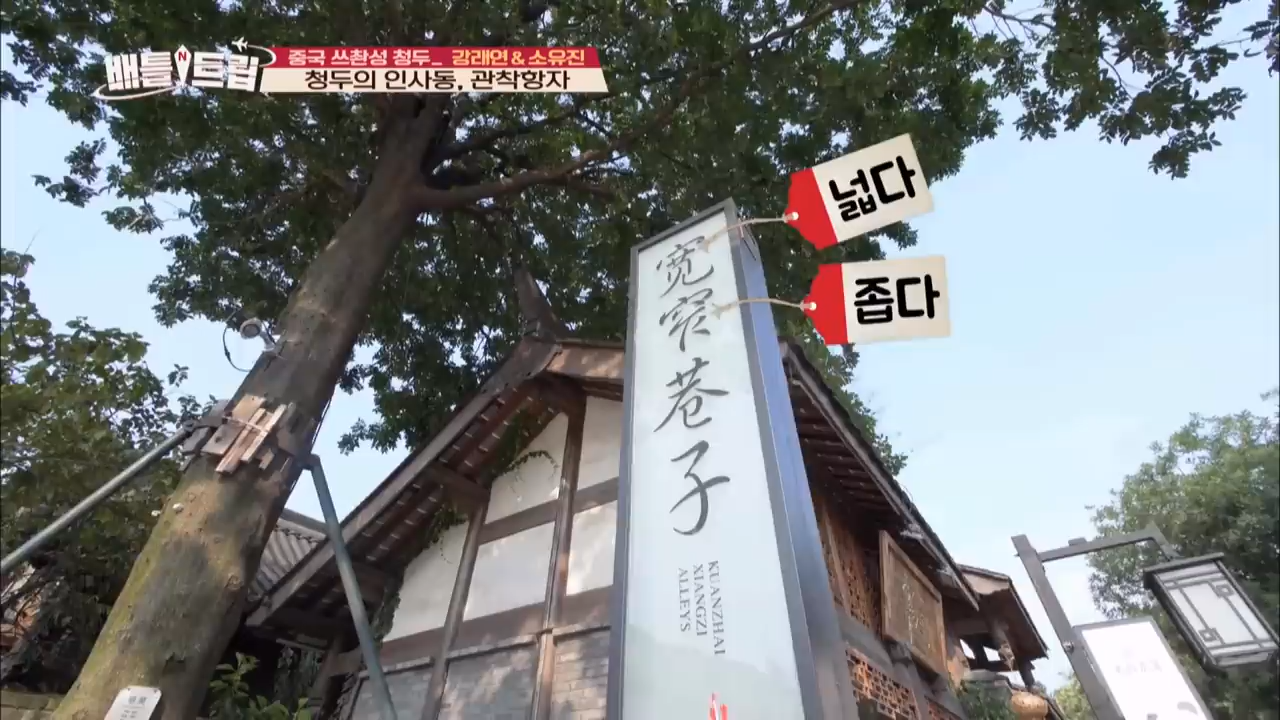 배틀트립
중국 쓰촨성 청두_ 강래연&소유진
청두의 인사동, 관착항자
넓다
좁다
宽窄巷子
KUANZHAI
XIANGZI
ALLEYS